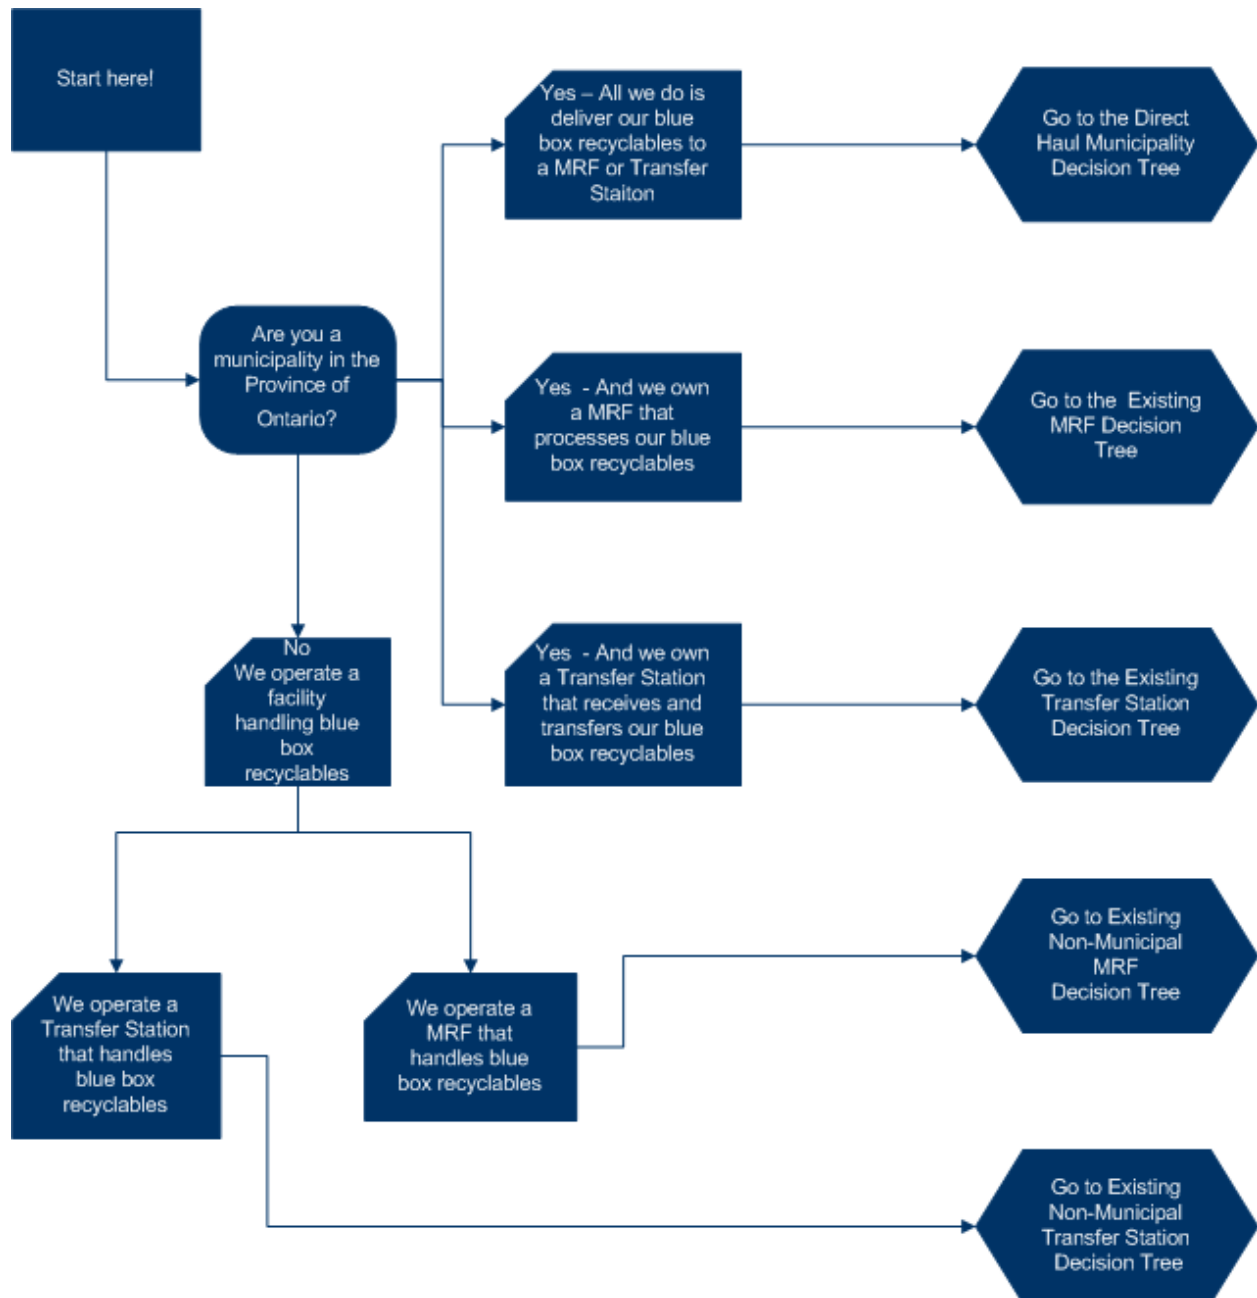 Start here!
Yes – All we do is
deliver our blue
box recyclables to
a MRF or Transfer
Staiton
Go to the Direct
Haul Municipality
Decision Tree
Are you a
municipality in the
Province of
Ontario?
Yes  - And we own
a MRF that
processes our blue
box recyclables
Go to the  Existing
MRF Decision
Tree
No
We operate a
facility
handling blue
box
recyclables
Yes  - And we own
a Transfer Station
that receives and
transfers our blue
box recyclables
Go to the Existing
Transfer Station
Decision Tree
We operate a
Transfer Station
that handles
blue box
recyclables
We operate a
MRF that
handles blue
box recyclables
Go to Existing
Non-Municipal
MRF
Decision Tree
Go to Existing
Non-Municipal
Transfer Station
Decision Tree